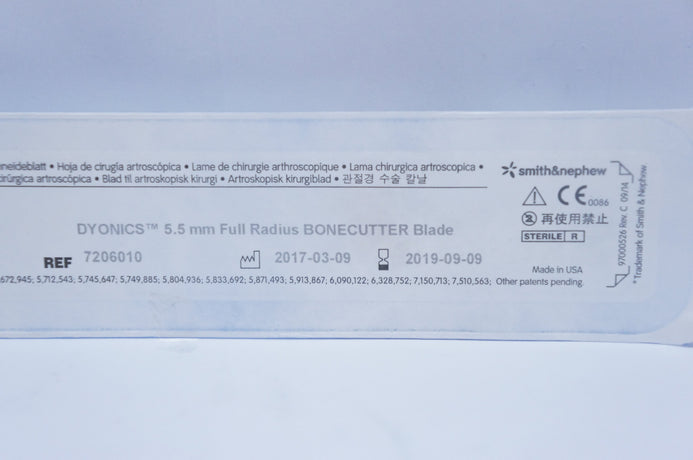 neideblatt • Hoja de cirugía artroscópica • Lame de chirurgie arthroscopique • Lama chirurgica artroscopica •
cirúrgica artroscópica • Blad til artroskopisk kirurgi • Artroskopisk kirurgiblad • 관절경 수술 칼날
smith&nephew
CE 0086
再使用禁止
STERILE R
DYONICS™ 5.5 mm Full Radius BONECUTTER Blade
REF 7206010 2017-03-09 2019-09-09
Made in USA
672,945; 5,712,543; 5,745,647; 5,749,885; 5,804,936; 5,833,692; 5,871,493; 5,913,867; 6,090,122; 6,328,752; 7,150,713; 7,510,563; Other patents pending.
97000526 Rev. C 09/14
*Trademark of Smith & Nephew.